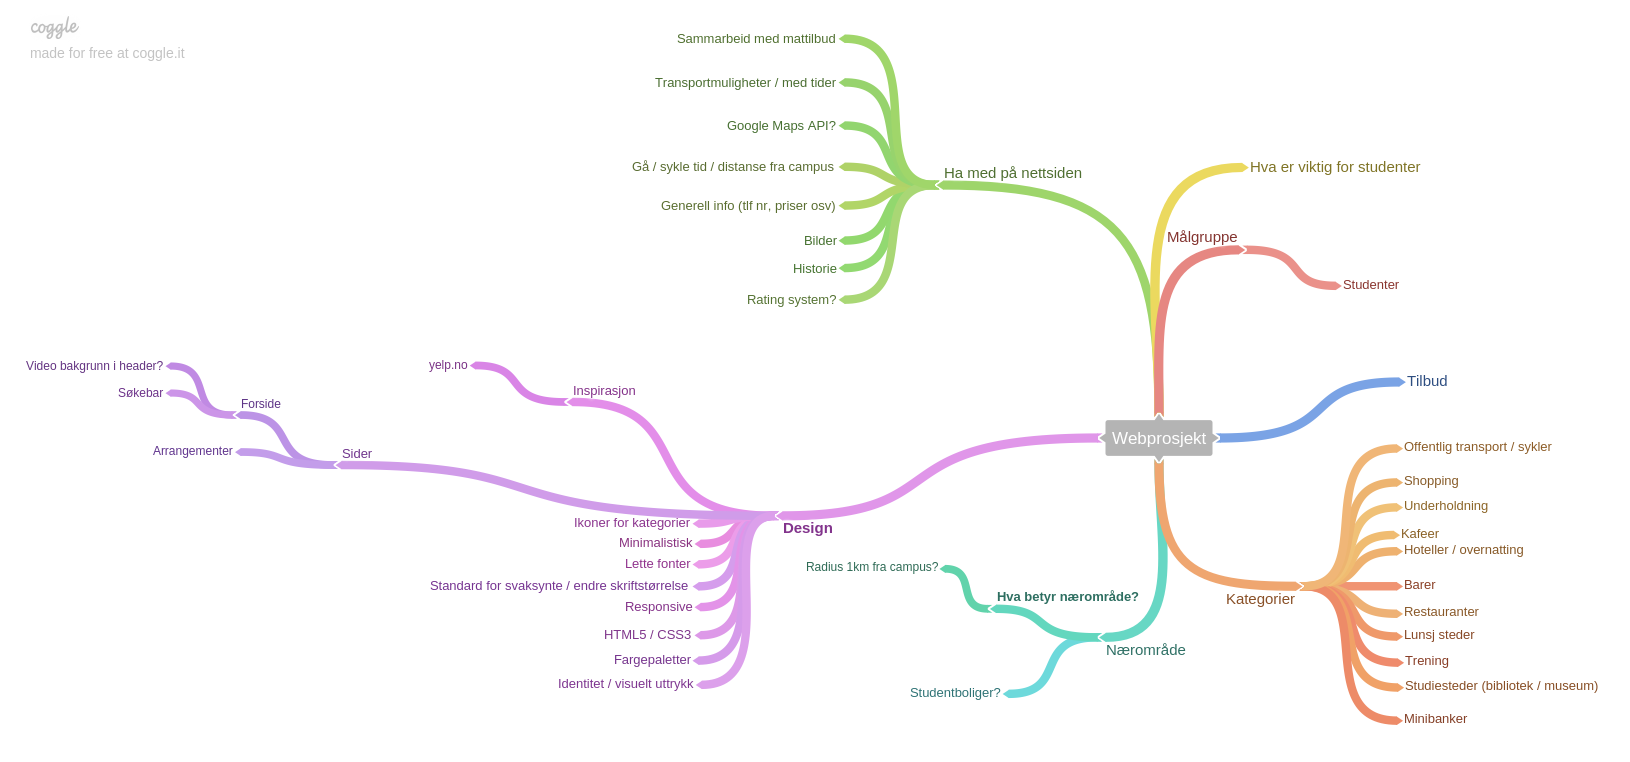 coggle
made for free at coggle.it
Sammarbeid med mattilbud
Transportmuligheter / med tider
Google Maps API?
Gå / sykle tid / distanse fra campus
Generell info (tlf nr, priser osv)
Bilder
Historie
Rating system?
Ha med på nettsiden
Hva er viktig for studenter
Målgruppe
Studenter
Tilbud
Webprosjekt
Video bakgrunn i header?
Søkebar
Forside
Arrangementer
Sider
yelp.no
Inspirasjon
Ikoner for kategorier
Minimalistisk
Lette fonter
Standard for svaksynte / endre skriftstørrelse
Responsive
HTML5 / CSS3
Fargepaletter
Identitet / visuelt uttrykk
Design
Radius 1km fra campus?
Hva betyr nærområde?
Nærområde
Studentboliger?
Kategorier
Offentlig transport / sykler
Shopping
Underholdning
Kafeer
Hoteller / overnatting
Barer
Restauranter
Lunsj steder
Trening
Studiesteder (bibliotek / museum)
Minibanker